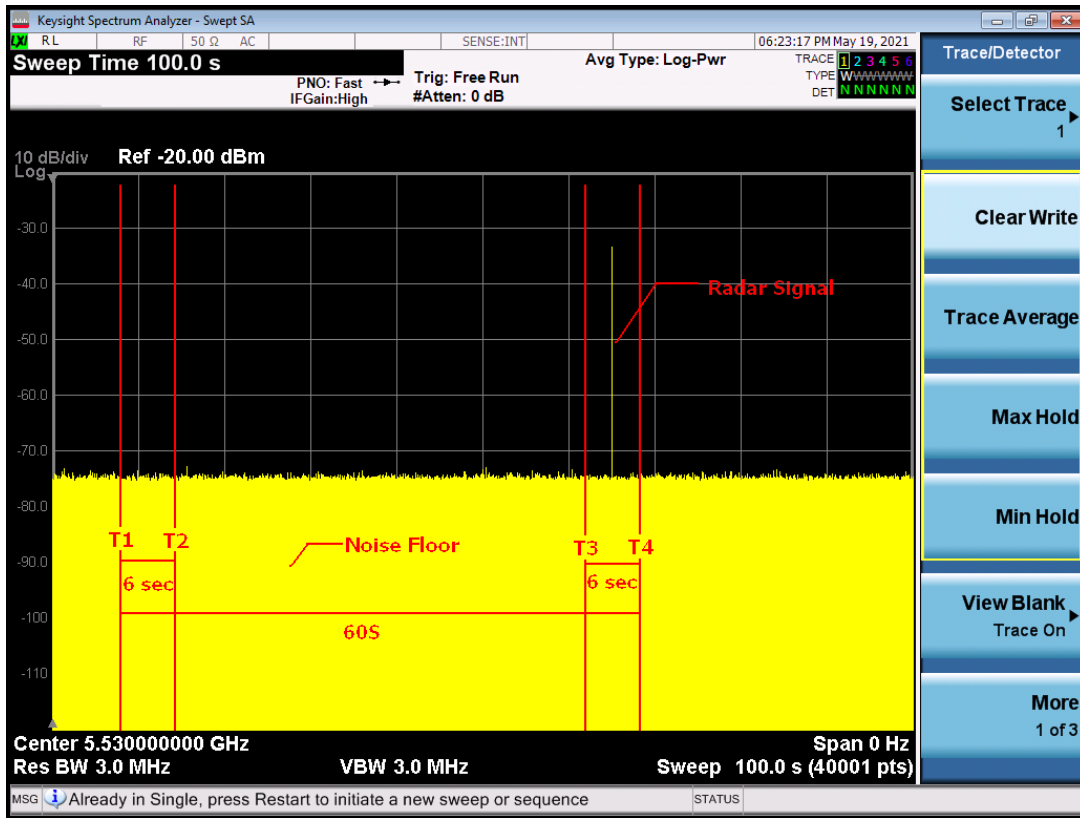 Keysight Spectrum Analyzer - Swept SA
LXI RL RF 50 Ω AC SENSE:INT 06:23:17 PM May 19, 2021
Sweep Time 100.0 s
PNO: Fast
IFGain:High
Trig: Free Run
#Atten: 0 dB
Avg Type: Log-Pwr
TRACE 1 2 3 4 5 6
TYPE WWWWWW
DET N N N N N N
10 dB/div Ref -20.00 dBm
Log
-30.0
-40.0
-50.0
-60.0
-70.0
-80.0
-90.0
-100
-110
Radar Signal
T1 T2 Noise Floor T3 T4
6 sec 6 sec
60S
Center 5.530000000 GHz Span 0 Hz
Res BW 3.0 MHz VBW 3.0 MHz Sweep 100.0 s (40001 pts)
MSG Already in Single, press Restart to initiate a new sweep or sequence STATUS
Trace/Detector
Select Trace
1
Clear Write
Trace Average
Max Hold
Min Hold
View Blank
Trace On
More
1 of 3